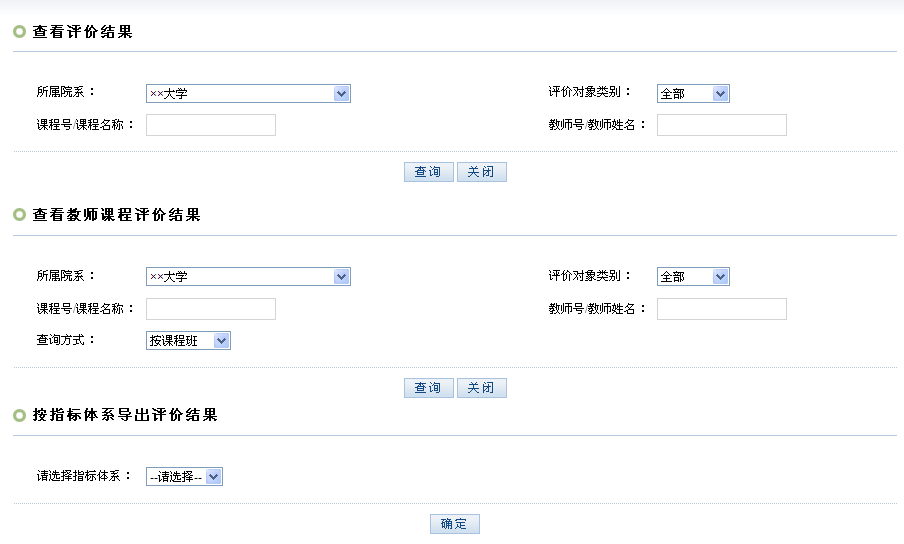 查看评价结果
所属院系： ××大学 评价对象类别： 全部
课程号/课程名称： 教师号/教师姓名：
查询 关闭
查看教师课程评价结果
所属院系： ××大学 评价对象类别： 全部
课程号/课程名称： 教师号/教师姓名：
查询方式： 按课程班
查询 关闭
按指标体系导出评价结果
请选择指标体系： --请选择--
确定